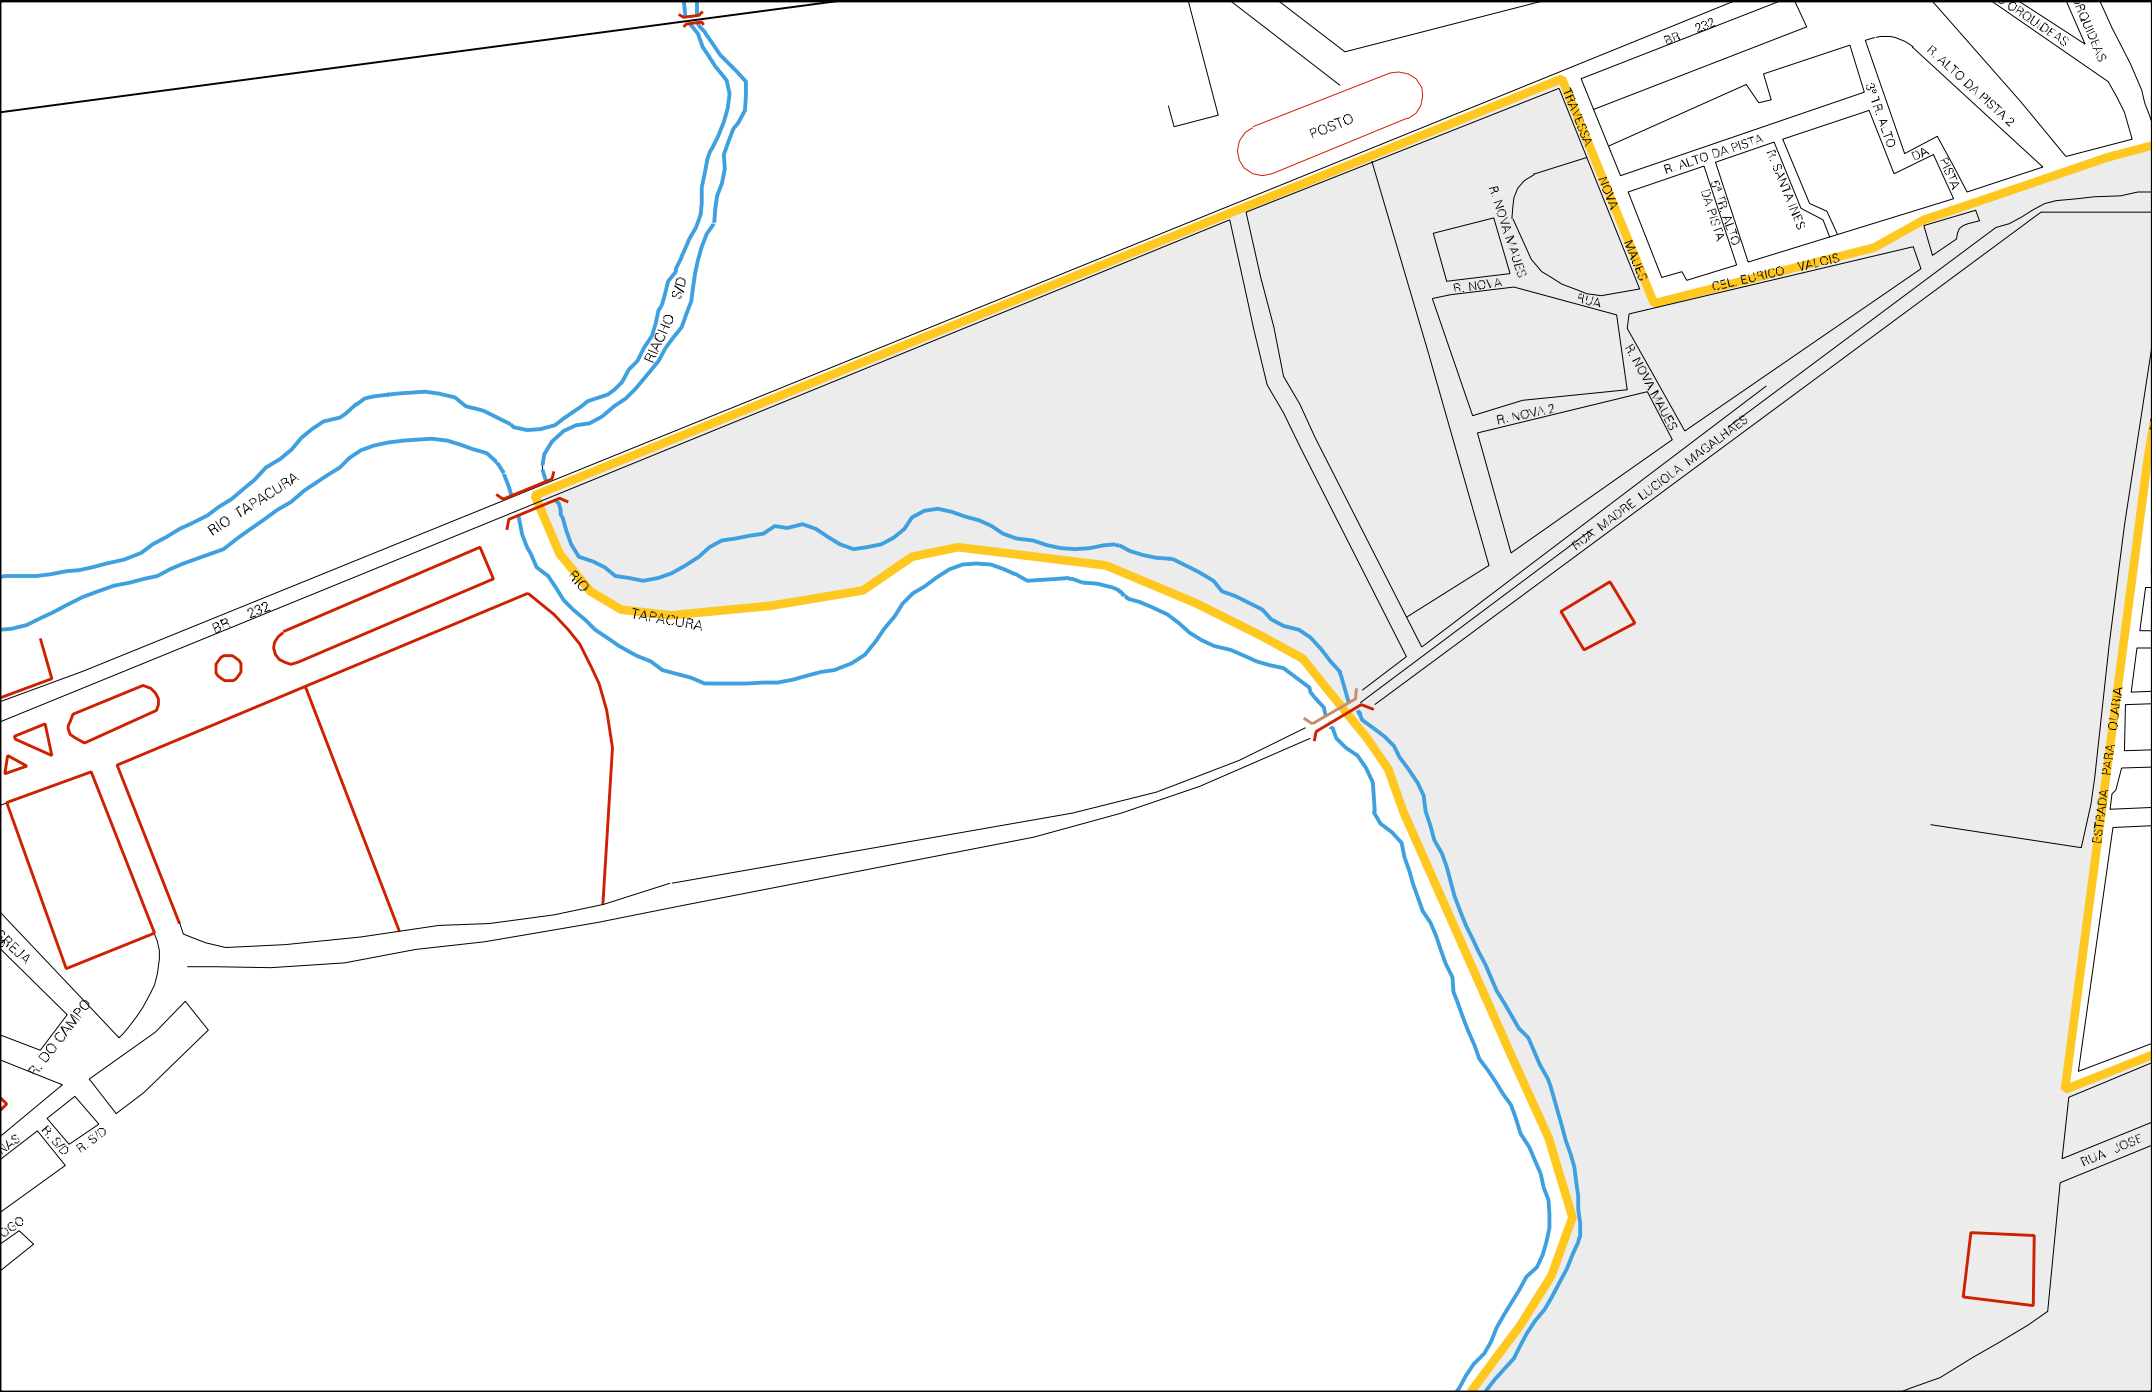 ORQUIDEAS
ORQUIDEAS
BR 232
R. ALTO DA PISTA 2
POSTO
TRAVESSA NOVA MAUES
3ª TR. ALTO DA PISTA
R. ALTO DA PISTA
R. SANTA INES
5ª TR. ALTO
DA PISTA
R. NOVA MAUES
CEL. EURICO VALOIS
R. NOVA
RUA
RIACHO S/D
R. NOVA MAUES
R. NOVA 2
RUA MADRE LUCIOLA MAGALHAES
RIO TAPACURA
RIO TAPACURA
BR 232
ESTRADA PARA OLARIA
R. DO CAMPO
R. S/D
R. S/D
RUA JOSE